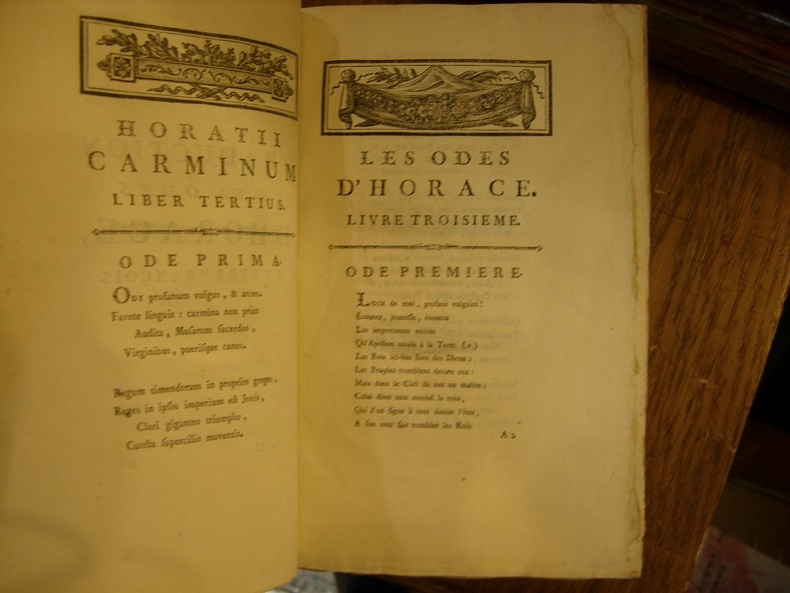 HORATII
CARMINUM
LIBER TERTIUS.
ODE PRIMA.
ODI profanum vulgus, & arceo.
Favete linguis: carmina non prius
Audita, Musarum sacerdos,
Virginibus, puerisque canto.
Regum timendorum in proprios greges,
Reges in ipsos imperium est Jovis,
Clari giganteo triumpho,
Cuncta supercilio moventis.
LES ODES
D'HORACE.
LIVRE TROISIEME.
ODE PREMIERE.
LOIN de moi, profane vulgaire!
Écoutez, jeunesse, écoutez
Les importantes vérités
Qu'Apollon révele à la Terre. (1)
Les Rois ici-bas sont des Dieux;
Les Peuples tremblent devant eux:
Mais dans le Ciel ils ont un maître;
Celui dont tout entend la voix,
Qui d'un signe à tout donne l'être,
A son tour fait trembler les Rois.
A 2